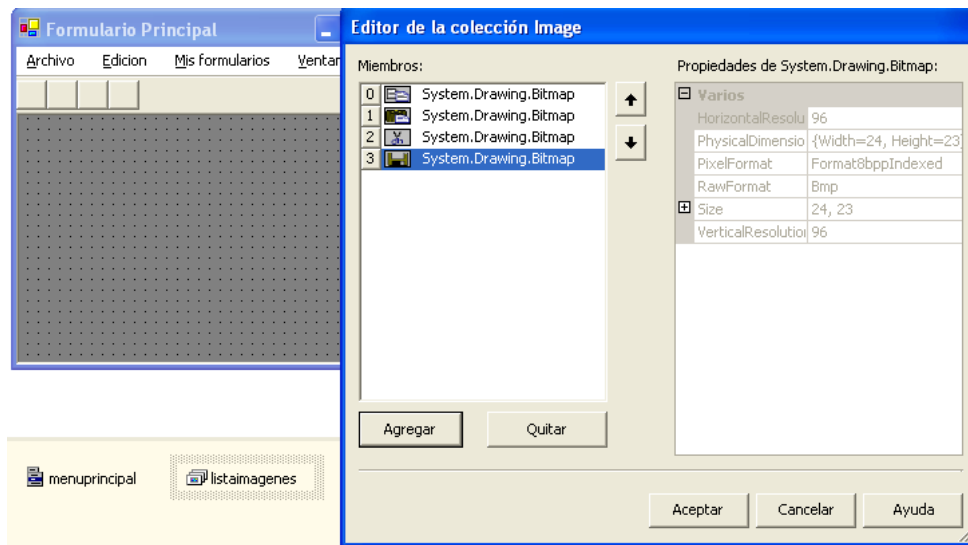 Formulario Principal
Archivo Edicion Mis formularios Ventar
Editor de la colección Image
Miembros:
0 System.Drawing.Bitmap
1 System.Drawing.Bitmap
2 System.Drawing.Bitmap
3 System.Drawing.Bitmap
Agregar Quitar
Propiedades de System.Drawing.Bitmap:
Varios
HorizontalResolu 96
PhysicalDimensio {Width=24, Height=23}
PixelFormat Format8bppIndexed
RawFormat Bmp
Size 24, 23
VerticalResolution 96
Aceptar Cancelar Ayuda
menuprincipal listaimagenes